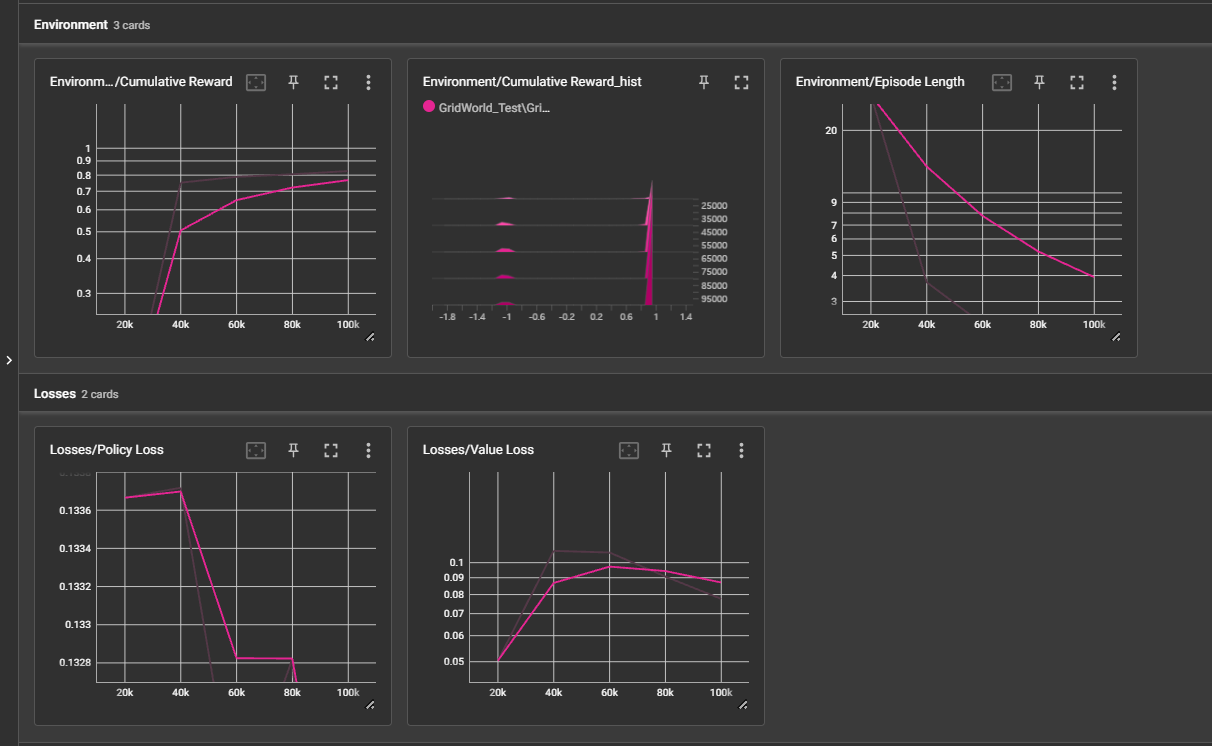 Environment 3 cards
Environm.../Cumulative Reward
1
0.9
0.8
0.7
0.6
0.5
0.4
0.3
20k 40k 60k 80k 100k
Environment/Cumulative Reward_hist
GridWorld_Test\Gri...
25000
35000
45000
55000
65000
75000
85000
95000
-1.8 -1.4 -1 -0.6 -0.2 0.2 0.6 1 1.4
Environment/Episode Length
20
9
7
6
5
4
3
20k 40k 60k 80k 100k
Losses 2 cards
Losses/Policy Loss
0.1336
0.1334
0.1332
0.133
0.1328
20k 40k 60k 80k 100k
Losses/Value Loss
0.1
0.09
0.08
0.07
0.06
0.05
20k 40k 60k 80k 100k